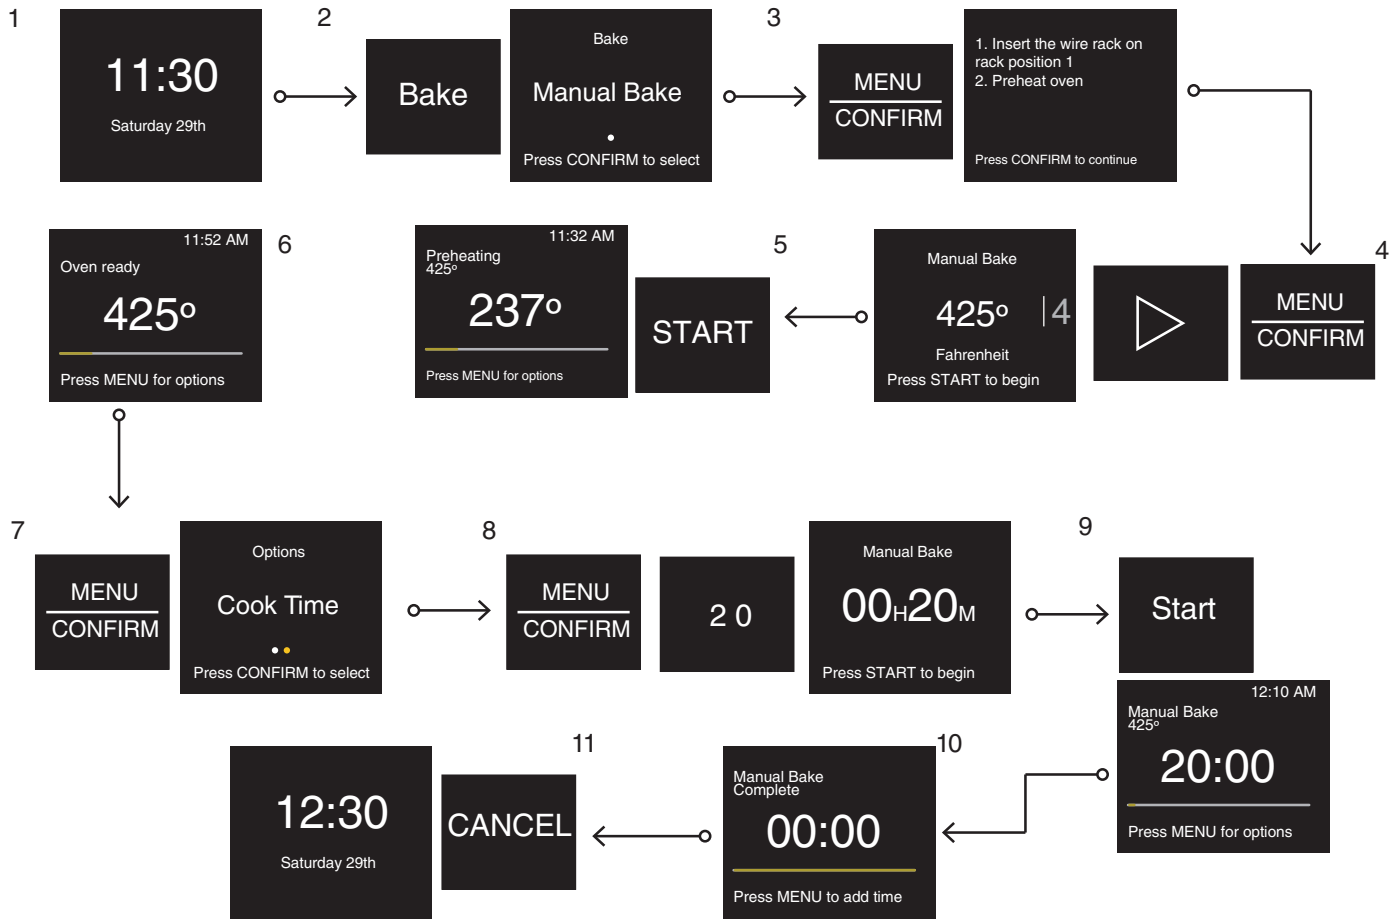 1
11:30
Saturday 29th
2
Bake
Bake
Manual Bake
Press CONFIRM to select
3
MENU
CONFIRM
1. Insert the wire rack on
rack position 1
2. Preheat oven
Press CONFIRM to continue
4
MENU
CONFIRM
Manual Bake
425º |4
Fahrenheit
Press START to begin
5
START
11:32 AM
Preheating
425º
237º
Press MENU for options
6
11:52 AM
Oven ready
425º
Press MENU for options
7
MENU
CONFIRM
Options
Cook Time
Press CONFIRM to select
8
MENU
CONFIRM
2 0
Manual Bake
00H20M
Press START to begin
9
Start
12:10 AM
Manual Bake
425º
20:00
Press MENU for options
10
Manual Bake
Complete
00:00
Press MENU to add time
11
CANCEL
12:30
Saturday 29th